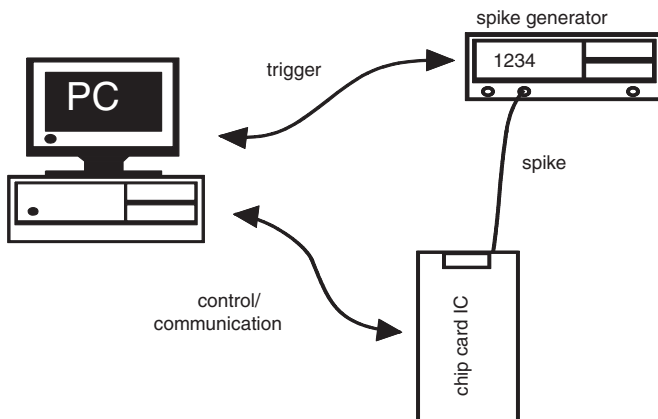 spike generator
1234
trigger
PC
spike
control/
communication
chip card IC